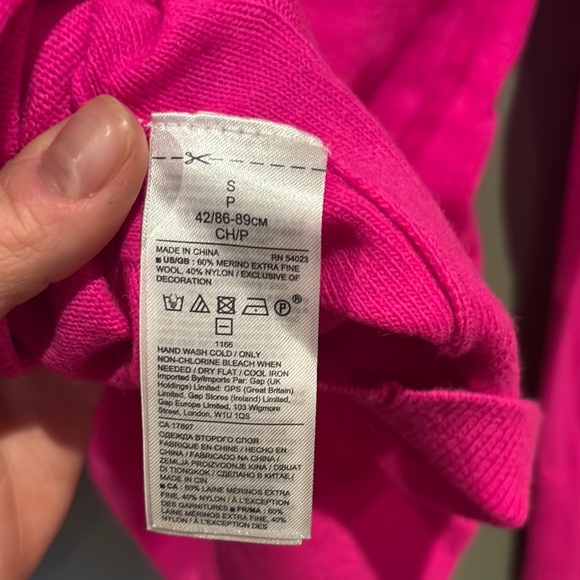 S
P
42/86-89CM
CH/P
MADE IN CHINA RN 54023
■ US/GB : 60% MERINO EXTRA FINE
WOOL, 40% NYLON / EXCLUSIVE OF
DECORATION
P®
1166
HAND WASH COLD / ONLY
NON-CHLORINE BLEACH WHEN
NEEDED / DRY FLAT / COOL IRON
Imported By/Importe Par: Gap (UK
Holdings) Limited: GPS (Great Britain)
Limited, Gap Stores (Ireland) Limited,
Gap Europe Limited, 103 Wigmore
Street, London, W1U 1QS
CA 17897
ОДЕЖДА ВТОРОГО СЛОЯ
FABRIQUE EN CHINE / HECHO EN
CHINA / FABRICADO NA CHINA /
ZEMLJA PROIZVODNJE KINA / DIBUAT
DI TIONGKOK / СДЕЛАНО В КИТАЕ /
MADE IN CIN
■ CA : 60% LAINE MÉRINOS EXTRA
FINE, 40% NYLON / À L'EXCEPTION
DES GARNITURES ■ FR/MA : 60%
LAINE MÉRINOS EXTRA FINE, 40%
NYLON / À L'EXCEPTION DES